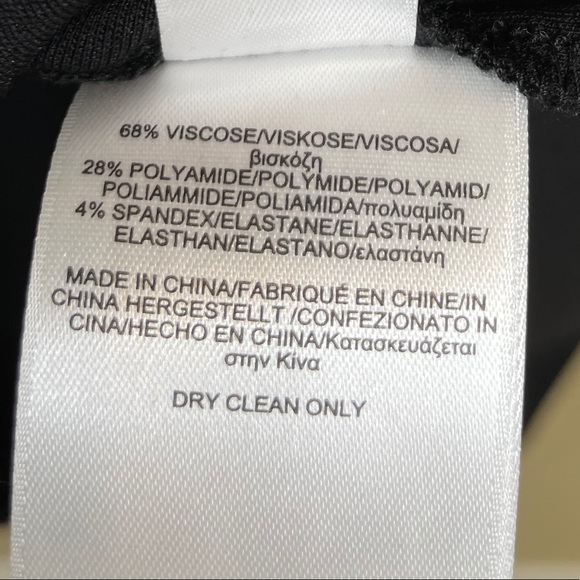 68% VISCOSE/VISKOSE/VISCOSA/
βισκόζη
28% POLYAMIDE/POLYMIDE/POLYAMID/
POLIAMMIDE/POLIAMIDA/πολυαμίδη
4% SPANDEX/ELASTANE/ELASTHANNE/
ELASTHAN/ELASTANO/ελαστάνη
MADE IN CHINA/FABRIQUÉ EN CHINE/IN
CHINA HERGESTELLT /CONFEZIONATO IN
CINA/HECHO EN CHINA/Κατασκευάζεται
στην Κίνα
DRY CLEAN ONLY